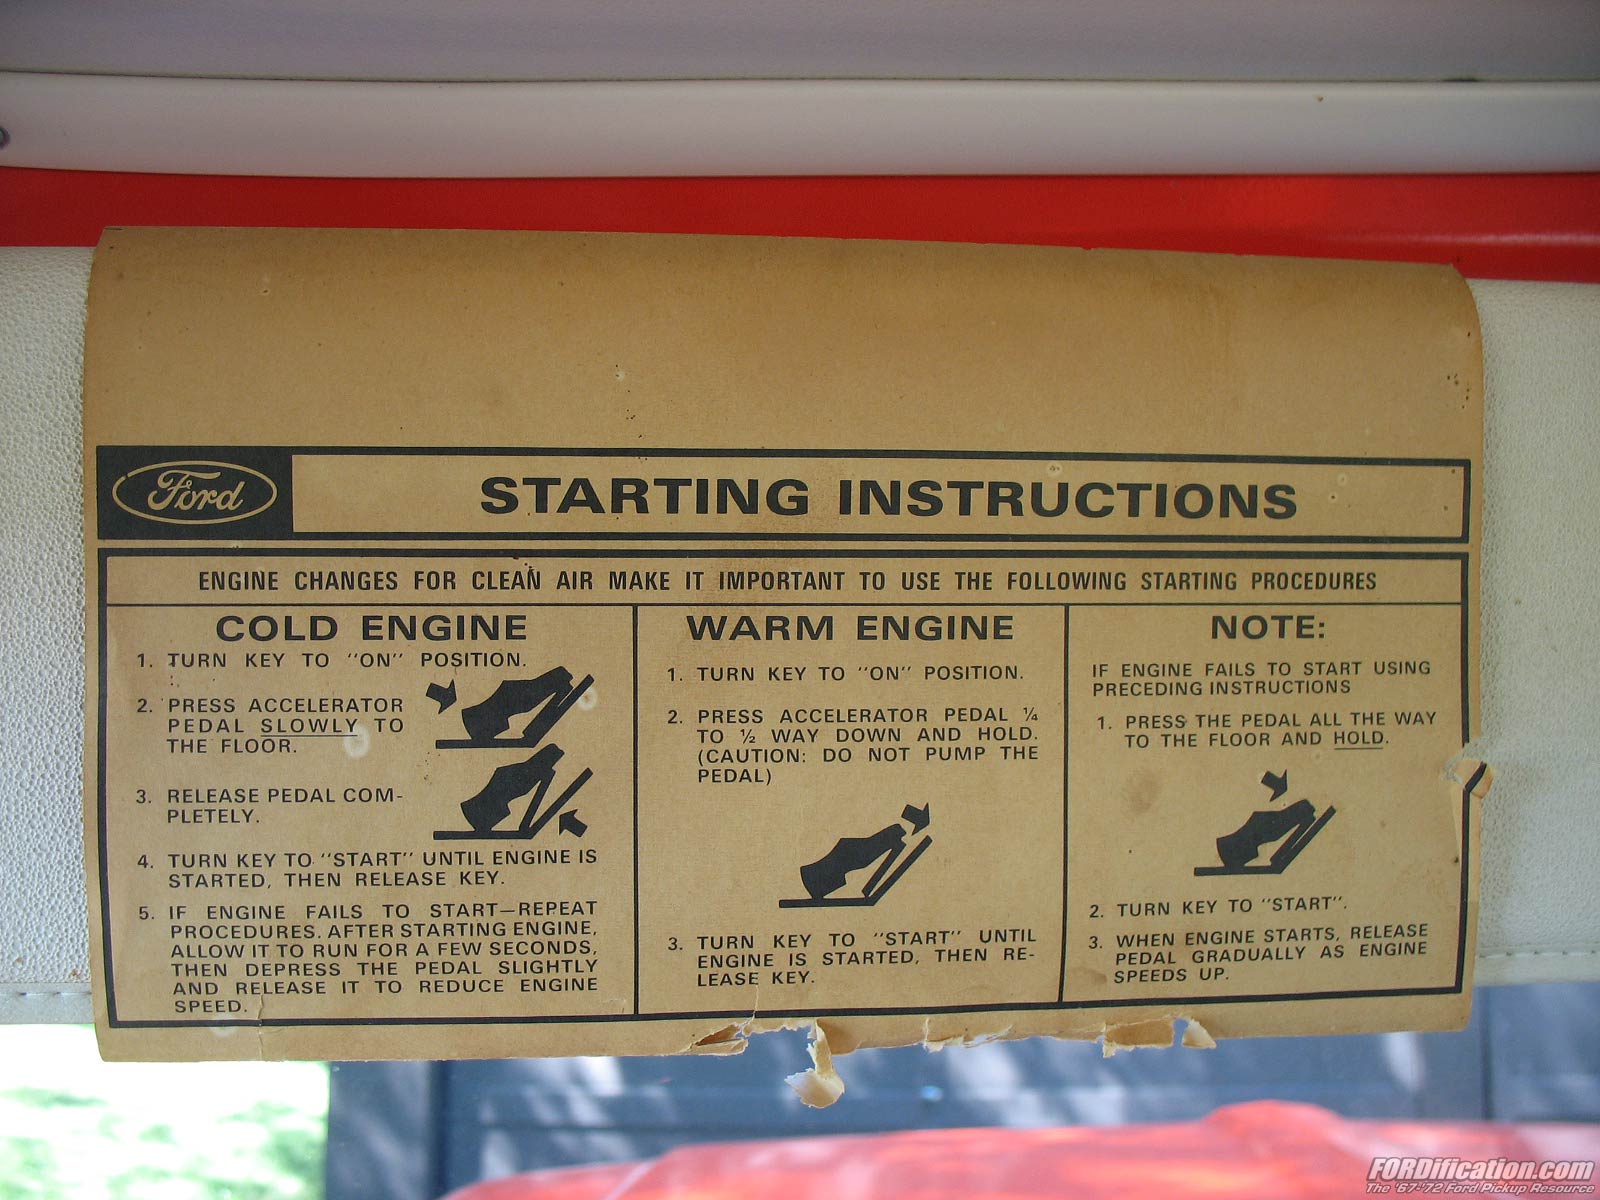 Ford
STARTING INSTRUCTIONS
ENGINE CHANGES FOR CLEAN AIR MAKE IT IMPORTANT TO USE THE FOLLOWING STARTING PROCEDURES
COLD ENGINE
1. TURN KEY TO "ON" POSITION.
2. PRESS ACCELERATOR
PEDAL SLOWLY TO
THE FLOOR.
3. RELEASE PEDAL COM-
PLETELY.
4. TURN KEY TO "START" UNTIL ENGINE IS
STARTED, THEN RELEASE KEY.
5. IF ENGINE FAILS TO START—REPEAT
PROCEDURES. AFTER STARTING ENGINE,
ALLOW IT TO RUN FOR A FEW SECONDS,
THEN DEPRESS THE PEDAL SLIGHTLY
AND RELEASE IT TO REDUCE ENGINE
SPEED.
WARM ENGINE
1. TURN KEY TO "ON" POSITION.
2. PRESS ACCELERATOR PEDAL ¼
TO ½ WAY DOWN AND HOLD.
(CAUTION: DO NOT PUMP THE
PEDAL)
3. TURN KEY TO "START" UNTIL
ENGINE IS STARTED, THEN RE-
LEASE KEY.
NOTE:
IF ENGINE FAILS TO START USING
PRECEDING INSTRUCTIONS
1. PRESS THE PEDAL ALL THE WAY
TO THE FLOOR AND HOLD.
2. TURN KEY TO "START".
3. WHEN ENGINE STARTS, RELEASE
PEDAL GRADUALLY AS ENGINE
SPEEDS UP.
FORDification.com
The '67-'72 Ford Pickup Resource